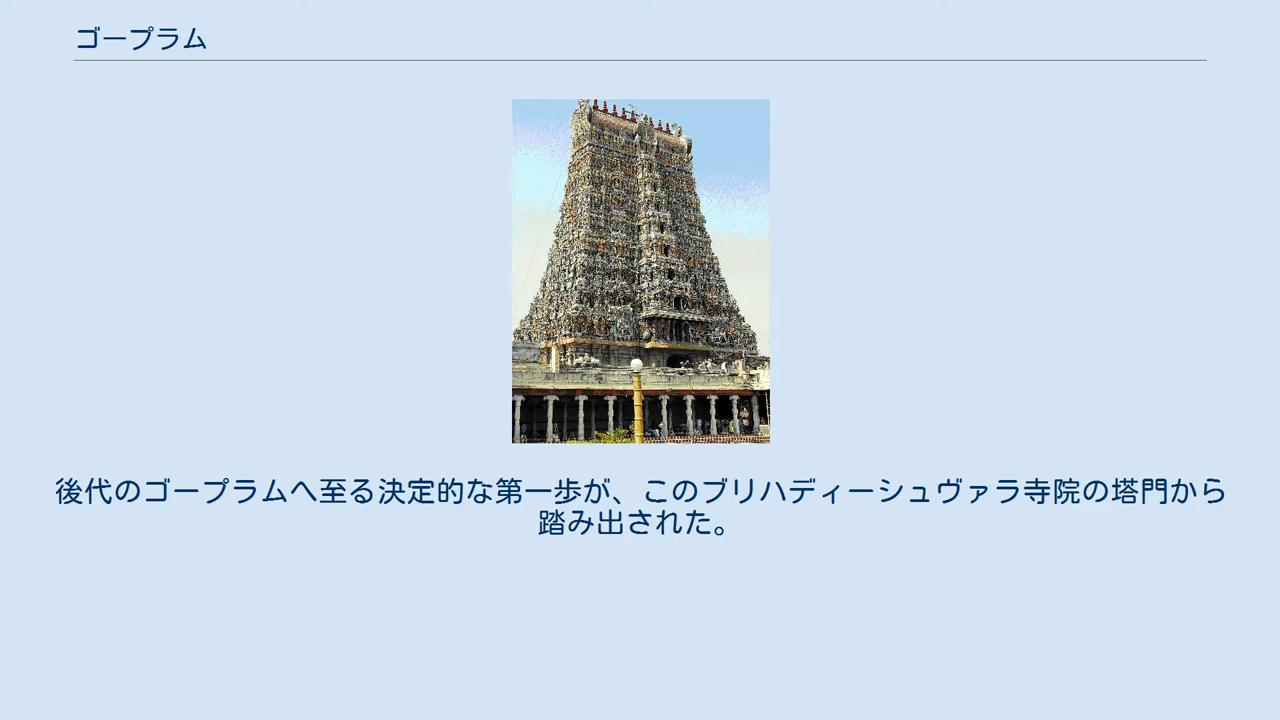 ゴープラム
後代のゴープラムへ至る決定的な第一歩が、このブリハディーシュヴァラ寺院の塔門から
踏み出された。